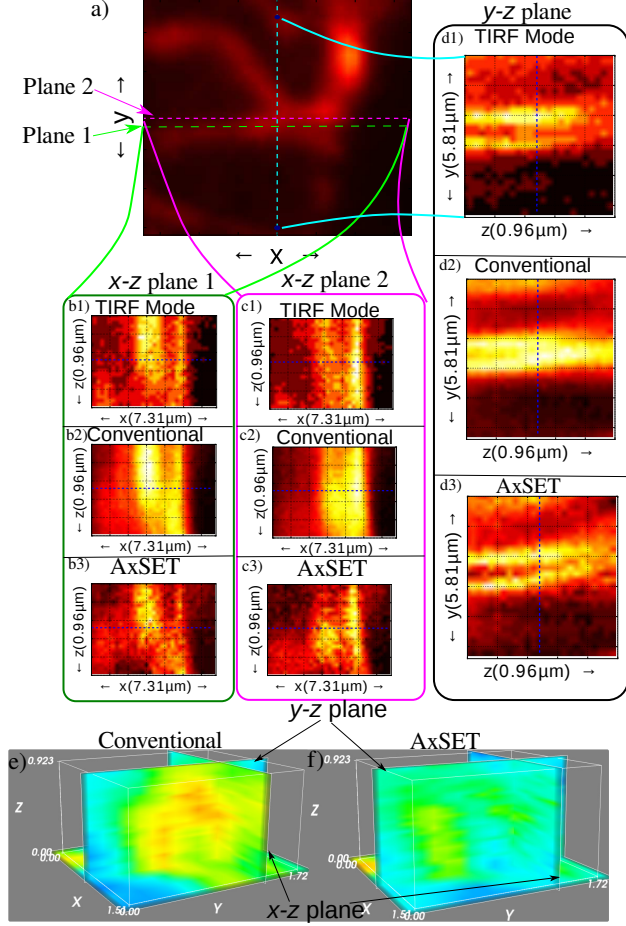 a)
y-z plane
d1)
TIRF Mode
Plane 2
Plane 1
← y →
← x →
← y(5.81μm) →
z(0.96μm) →
d2)
Conventional
← y(5.81μm) →
z(0.96μm) →
d3)
AxSET
← y(5.81μm) →
z(0.96μm) →
x-z plane 1
b1)
TIRF Mode
← z(0.96μm)
← x(7.31μm) →
b2)
Conventional
← z(0.96μm)
← x(7.31μm) →
b3)
AxSET
← z(0.96μm)
← x(7.31μm) →
x-z plane 2
c1)
TIRF Mode
← z(0.96μm)
← x(7.31μm) →
c2)
Conventional
← z(0.96μm)
← x(7.31μm) →
c3)
AxSET
← z(0.96μm)
← x(7.31μm) →
y-z plane
Conventional
e)
0.923
Z
0.00
0.00
X
1.50
0.00
Y
1.72
AxSET
f)
0.923
Z
0.00
0.00
X
1.50
0.00
Y
1.72
x-z plane